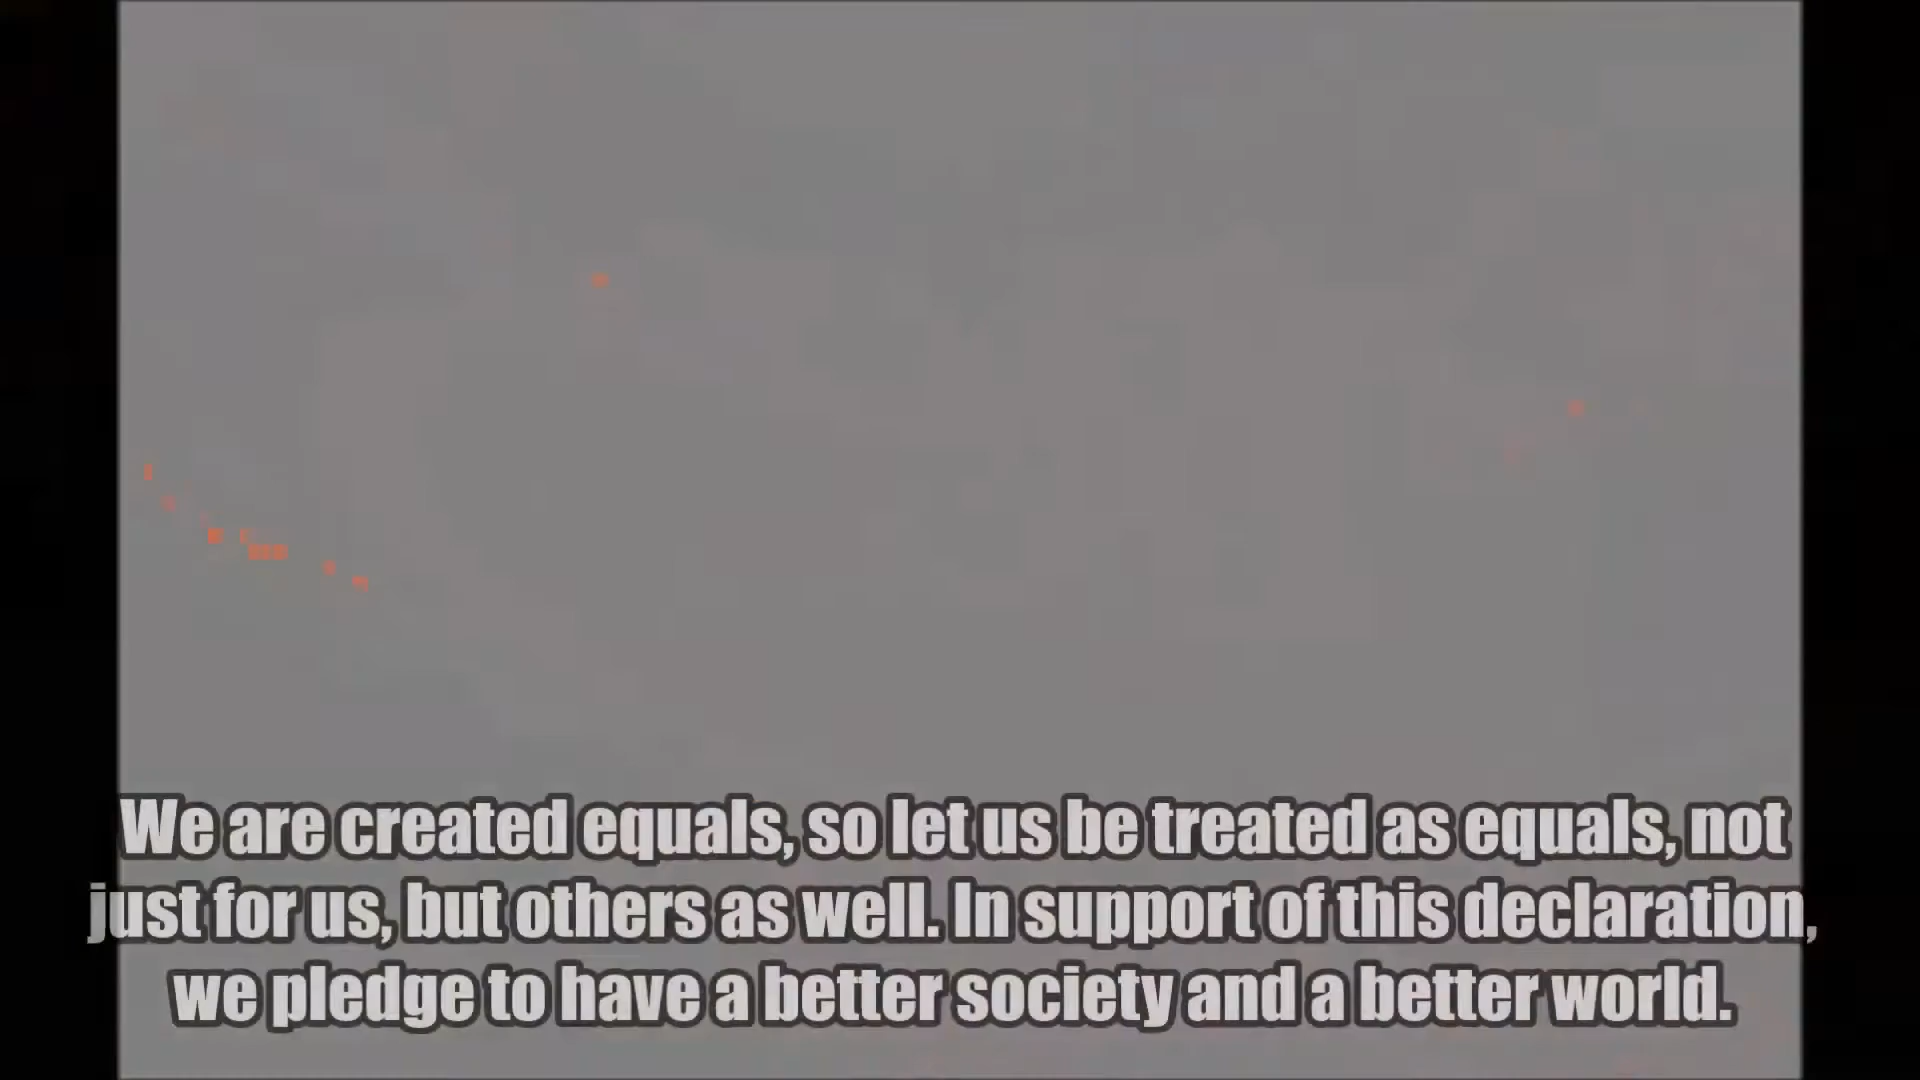 We are created equals, so let us be treated as equals, not
just for us, but others as well. In support of this declaration,
we pledge to have a better society and a better world.